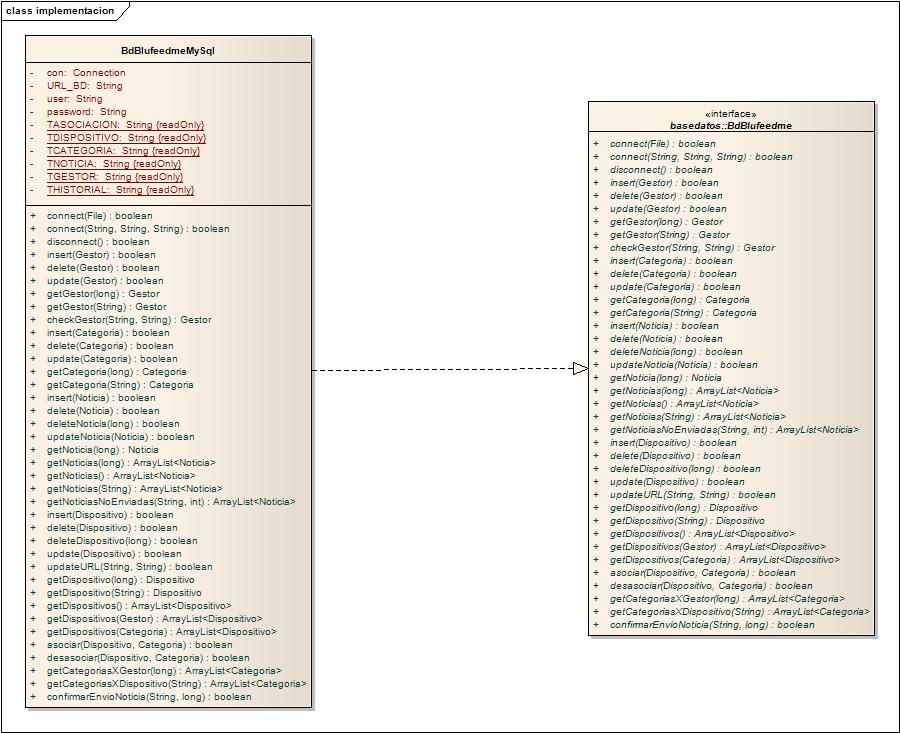 class implementacion
BdBlufeedmeMySql
- con: Connection
- URL_BD: String
- user: String
- password: String
- TASOCIACION: String {readOnly}
- TDISPOSITIVO: String {readOnly}
- TCATEGORIA: String {readOnly}
- TNOTICIA: String {readOnly}
- TGESTOR: String {readOnly}
- THISTORIAL: String {readOnly}
+ connect(File) : boolean
+ connect(String, String, String) : boolean
+ disconnect() : boolean
+ insert(Gestor) : boolean
+ delete(Gestor) : boolean
+ update(Gestor) : boolean
+ getGestor(long) : Gestor
+ getGestor(String) : Gestor
+ checkGestor(String, String) : Gestor
+ insert(Categoria) : boolean
+ delete(Categoria) : boolean
+ update(Categoria) : boolean
+ getCategoria(long) : Categoria
+ getCategoria(String) : Categoria
+ insert(Noticia) : boolean
+ delete(Noticia) : boolean
+ deleteNoticia(long) : boolean
+ updateNoticia(Noticia) : boolean
+ getNoticia(long) : Noticia
+ getNoticias(long) : ArrayList<Noticia>
+ getNoticias() : ArrayList<Noticia>
+ getNoticias(String) : ArrayList<Noticia>
+ getNoticiasNoEnviadas(String, int) : ArrayList<Noticia>
+ insert(Dispositivo) : boolean
+ delete(Dispositivo) : boolean
+ deleteDispositivo(long) : boolean
+ update(Dispositivo) : boolean
+ updateURL(String, String) : boolean
+ getDispositivo(long) : Dispositivo
+ getDispositivo(String) : Dispositivo
+ getDispositivos() : ArrayList<Dispositivo>
+ getDispositivos(Gestor) : ArrayList<Dispositivo>
+ getDispositivos(Categoria) : ArrayList<Dispositivo>
+ asociar(Dispositivo, Categoria) : boolean
+ desasociar(Dispositivo, Categoria) : boolean
+ getCategoriasXGestor(long) : ArrayList<Categoria>
+ getCategoriasXDispositivo(String) : ArrayList<Categoria>
+ confirmarEnvioNoticia(String, long) : boolean
«interface»
basedatos::BdBlufeedme
+ connect(File) : boolean
+ connect(String, String, String) : boolean
+ disconnect() : boolean
+ insert(Gestor) : boolean
+ delete(Gestor) : boolean
+ update(Gestor) : boolean
+ getGestor(long) : Gestor
+ getGestor(String) : Gestor
+ checkGestor(String, String) : Gestor
+ insert(Categoria) : boolean
+ delete(Categoria) : boolean
+ update(Categoria) : boolean
+ getCategoria(long) : Categoria
+ getCategoria(String) : Categoria
+ insert(Noticia) : boolean
+ delete(Noticia) : boolean
+ deleteNoticia(long) : boolean
+ updateNoticia(Noticia) : boolean
+ getNoticia(long) : Noticia
+ getNoticias(long) : ArrayList<Noticia>
+ getNoticias() : ArrayList<Noticia>
+ getNoticias(String) : ArrayList<Noticia>
+ getNoticiasNoEnviadas(String, int) : ArrayList<Noticia>
+ insert(Dispositivo) : boolean
+ delete(Dispositivo) : boolean
+ deleteDispositivo(long) : boolean
+ update(Dispositivo) : boolean
+ updateURL(String, String) : boolean
+ getDispositivo(long) : Dispositivo
+ getDispositivo(String) : Dispositivo
+ getDispositivos() : ArrayList<Dispositivo>
+ getDispositivos(Gestor) : ArrayList<Dispositivo>
+ getDispositivos(Categoria) : ArrayList<Dispositivo>
+ asociar(Dispositivo, Categoria) : boolean
+ desasociar(Dispositivo, Categoria) : boolean
+ getCategoriasXGestor(long) : ArrayList<Categoria>
+ getCategoriasXDispositivo(String) : ArrayList<Categoria>
+ confirmarEnvioNoticia(String, long) : boolean